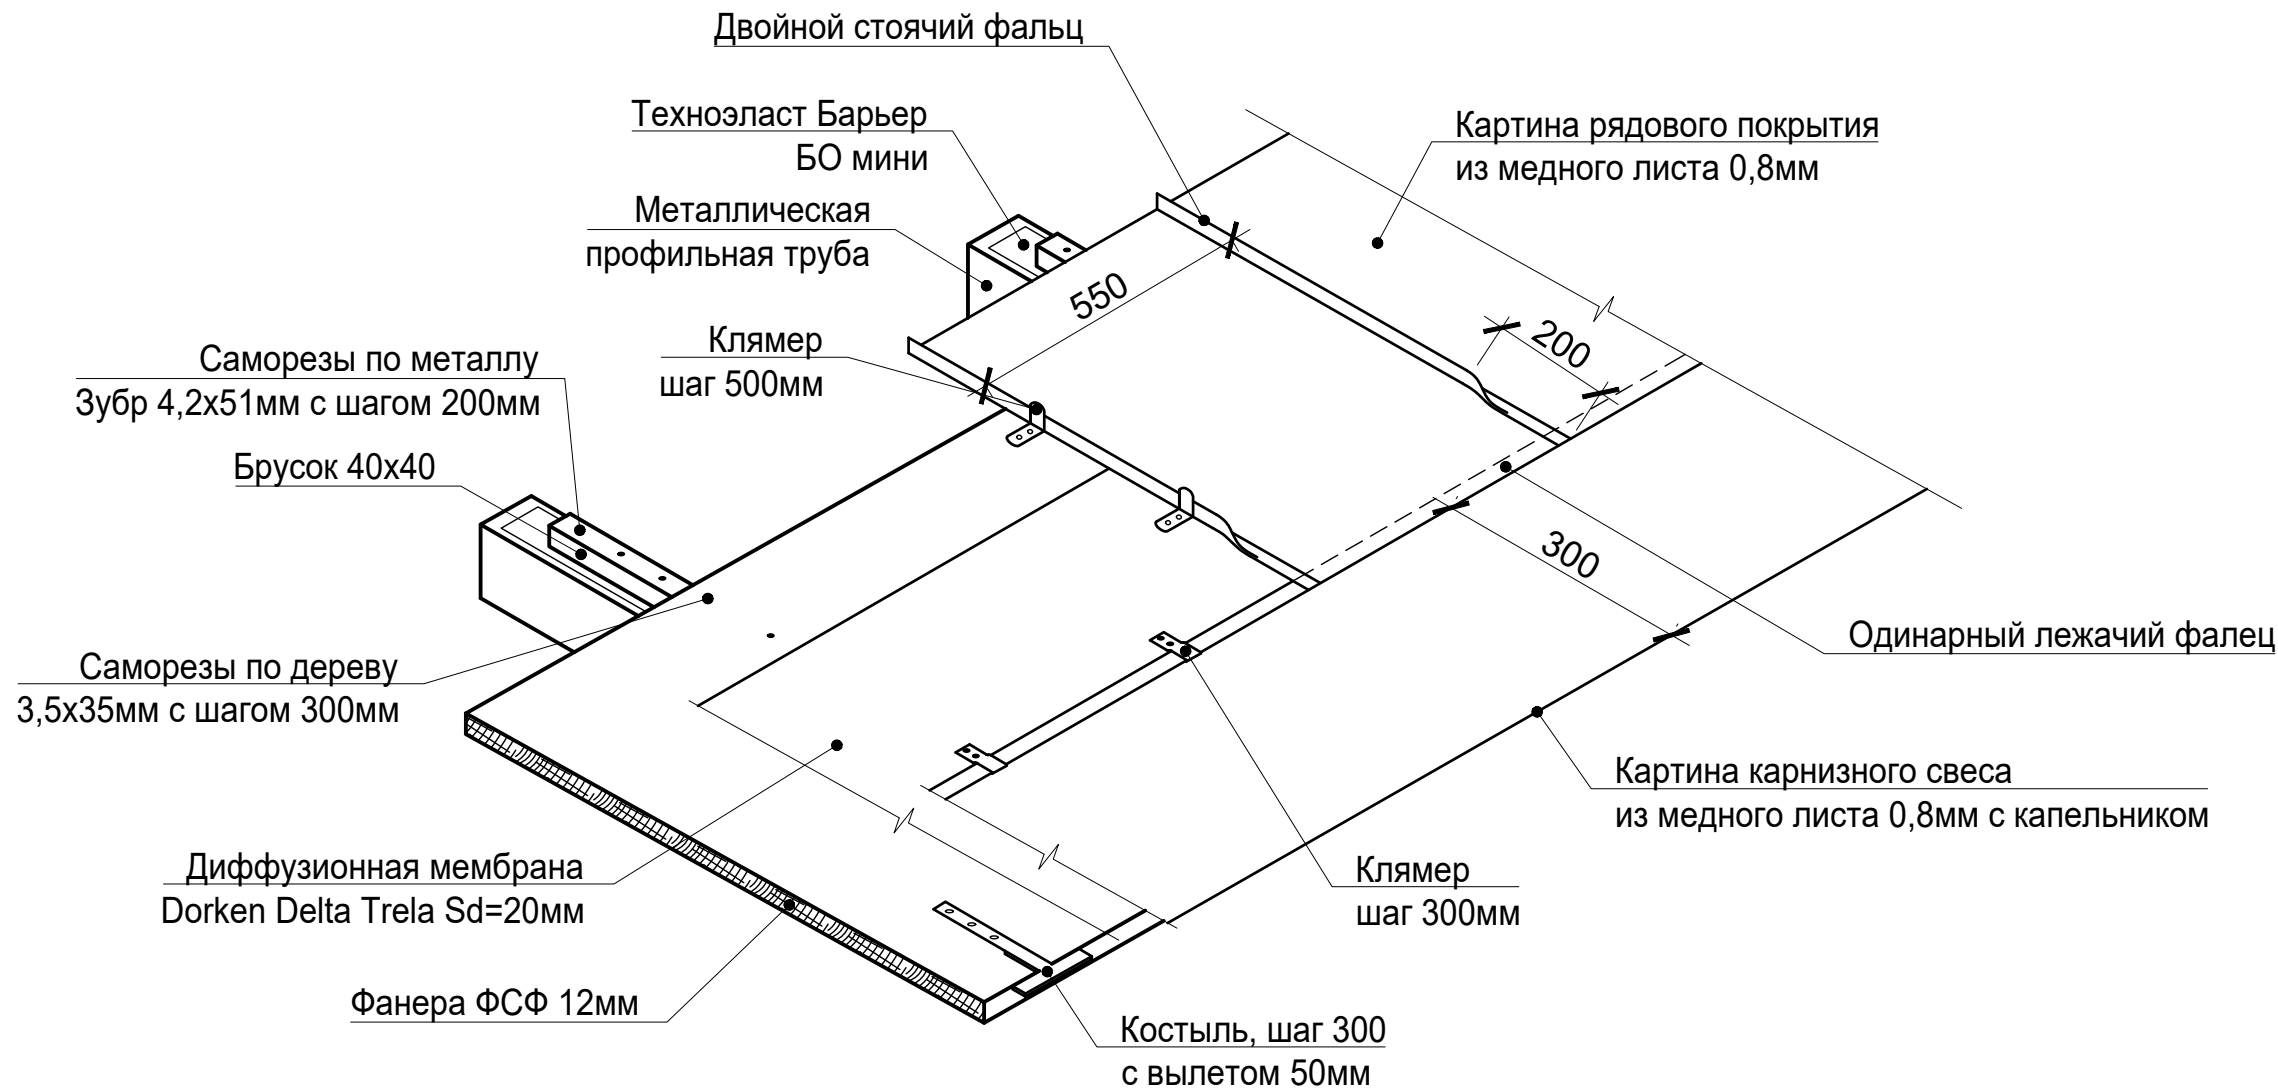 Двойной стоячий фальц
Техноэласт Барьер
БО мини
Картина рядового покрытия
из медного листа 0,8мм
Металлическая
профильная труба
550
200
Клямер
шаг 500мм
Саморезы по металлу
Зубр 4,2х51мм с шагом 200мм
Брусок 40х40
300
Одинарный лежачий фалец
Саморезы по дереву
3,5х35мм с шагом 300мм
Картина карнизного свеса
из медного листа 0,8мм с капельником
Диффузионная мембрана
Dorken Delta Trela Sd=20мм
Клямер
шаг 300мм
Фанера ФСФ 12мм
Костыль, шаг 300
с вылетом 50мм